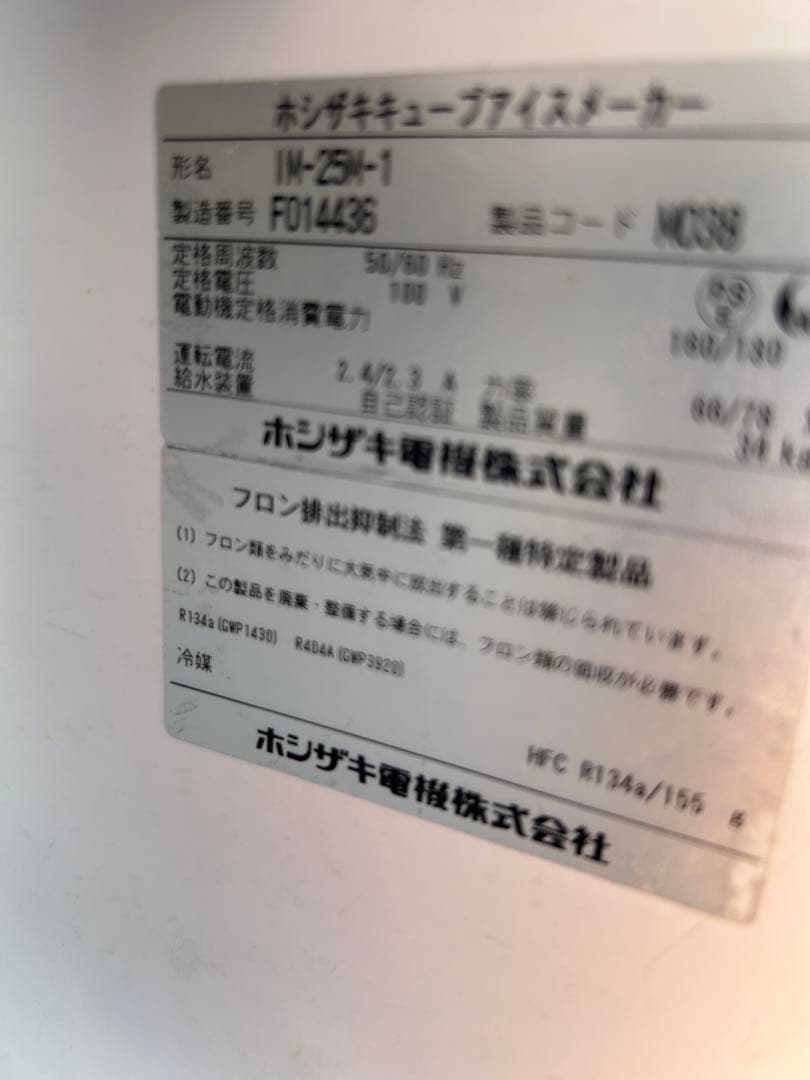 ホシザキキューブアイスメーカー
形名 IM-25M-1
製造番号 F014436 製品コード MC38
定格周波数 50/60 Hz
定格電圧 100 V
電動機定格消費電力 160/180
運転電流 2.4/2.3 A 力率 66/78
給水装置 自己認証 製品質量 34 kg
ホシザキ電機株式会社
フロン排出抑制法 第一種特定製品
(1) フロン類をみだりに大気中に放出することは禁じられています。
(2) この製品を廃棄・整備する場合には、フロン類の回収が必要です。
R134a(GWP1430) R404A(GWP3920)
冷媒 HFC R134a/155 g
ホシザキ電機株式会社